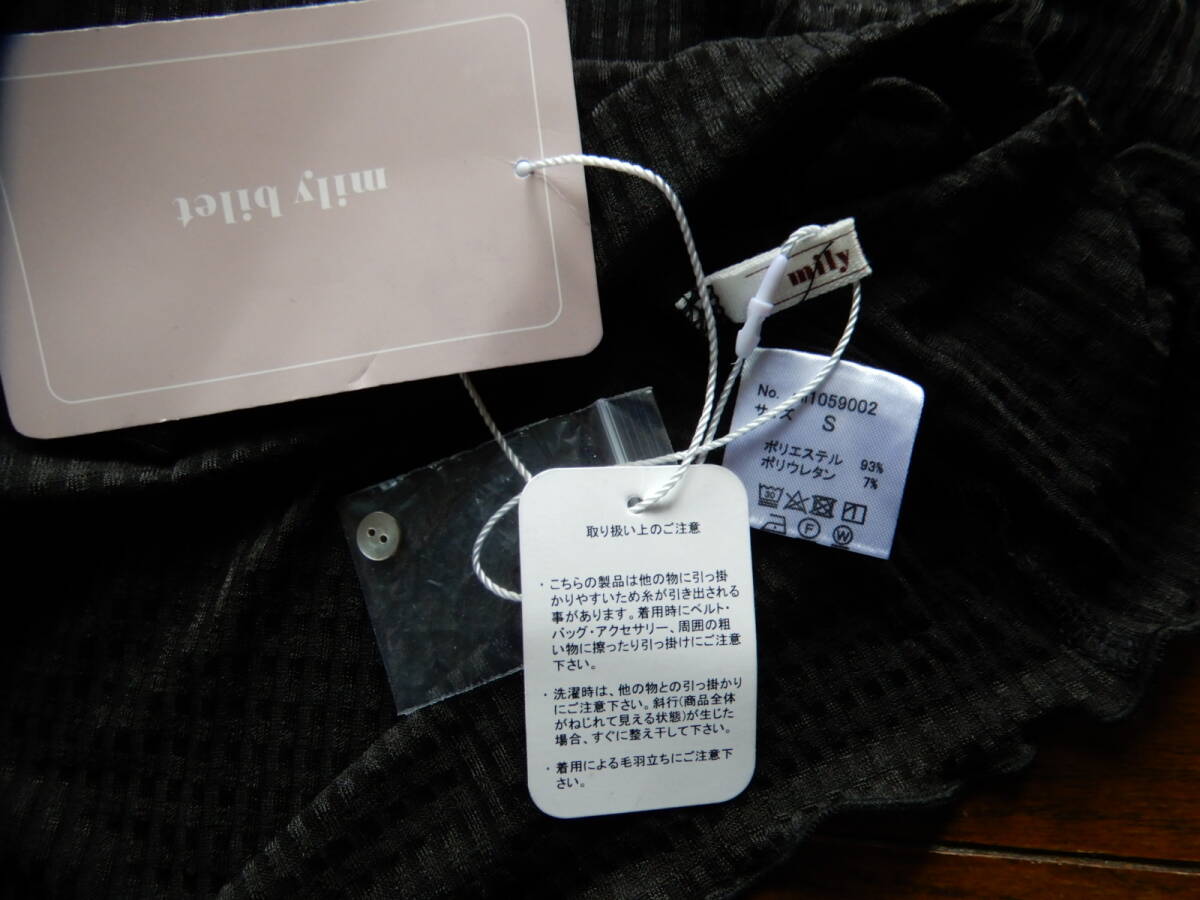 mily bilet
mily
No. 1059002
サイズ S
ポリエステル 93%
ポリウレタン 7%
30
F
W
取り扱い上のご注意
・こちらの製品は他の物に引っ掛
かりやすいため糸が引き出される
事があります。着用時にベルト・
バッグ・アクセサリー、周囲の粗
い物に擦ったり引っ掛けにご注意
下さい。
・洗濯時は、他の物との引っ掛かり
にご注意下さい。斜行(商品全体
がねじれて見える状態)が生じた
場合、すぐに整え干して下さい。
・着用による毛羽立ちにご注意下
さい。